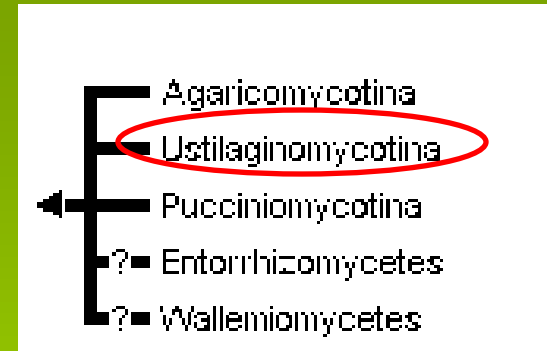 Agaricomycotina
Ustilaginomycotina
Pucciniomycotina
? Entorrhizomycetes
? Wallemiomycetes